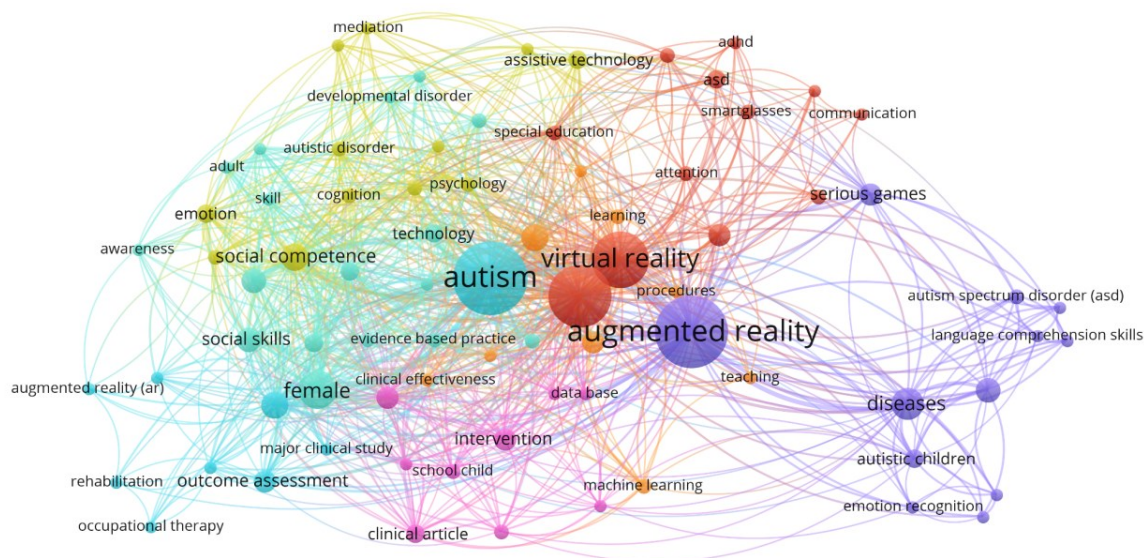 mediation
adhd
assistive technology
asd
developmental disorder
smartglasses
communication
special education
autistic disorder
adult
attention
psychology
skill
cognition
serious games
emotion
learning
technology
awareness
social competence
virtual reality
autism
procedures
autism spectrum disorder (asd)
augmented reality
social skills
evidence based practice
language comprehension skills
clinical effectiveness
teaching
augmented reality (ar)
female
data base
diseases
intervention
major clinical study
autistic children
school child
rehabilitation
outcome assessment
machine learning
emotion recognition
occupational therapy
clinical article